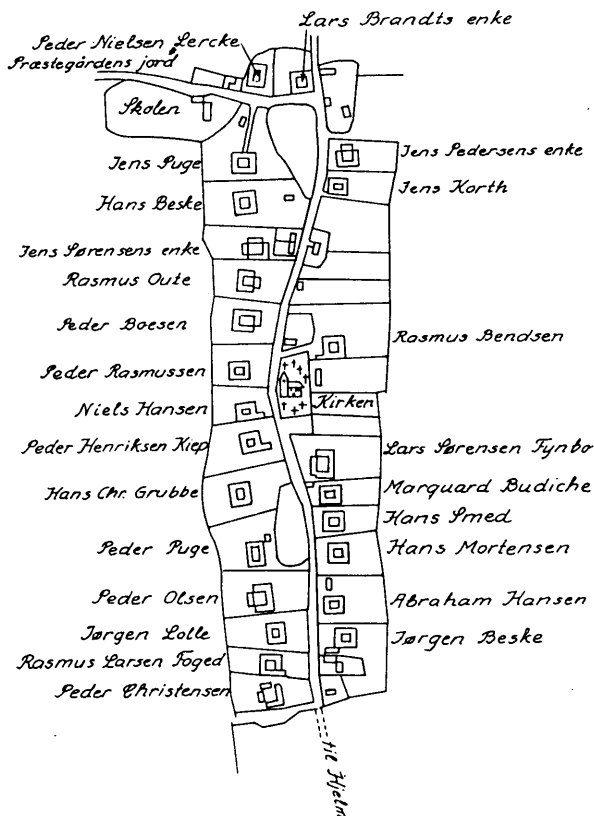 Lars Brandts enke
Peder Nielsen Lercke
Præstegårdens jord
Skolen
Jens Puge
Jens Pedersens enke
Hans Beske
Jens Korth
Jens Sørensens enke
Rasmus Oute
Peder Boesen
Rasmus Bendsen
Peder Rasmussen
Niels Hansen
Kirken
Peder Henriksen Kiep
Lars Sørensen Fynbo
Hans Chr. Grubbe
Marquard Budiche
Hans Smed
Peder Puge
Hans Mortensen
Peder Olsen
Abraham Hansen
Jørgen Lolle
Jørgen Beske
Rasmus Larsen Foged
Peder Christensen
til Hjelm